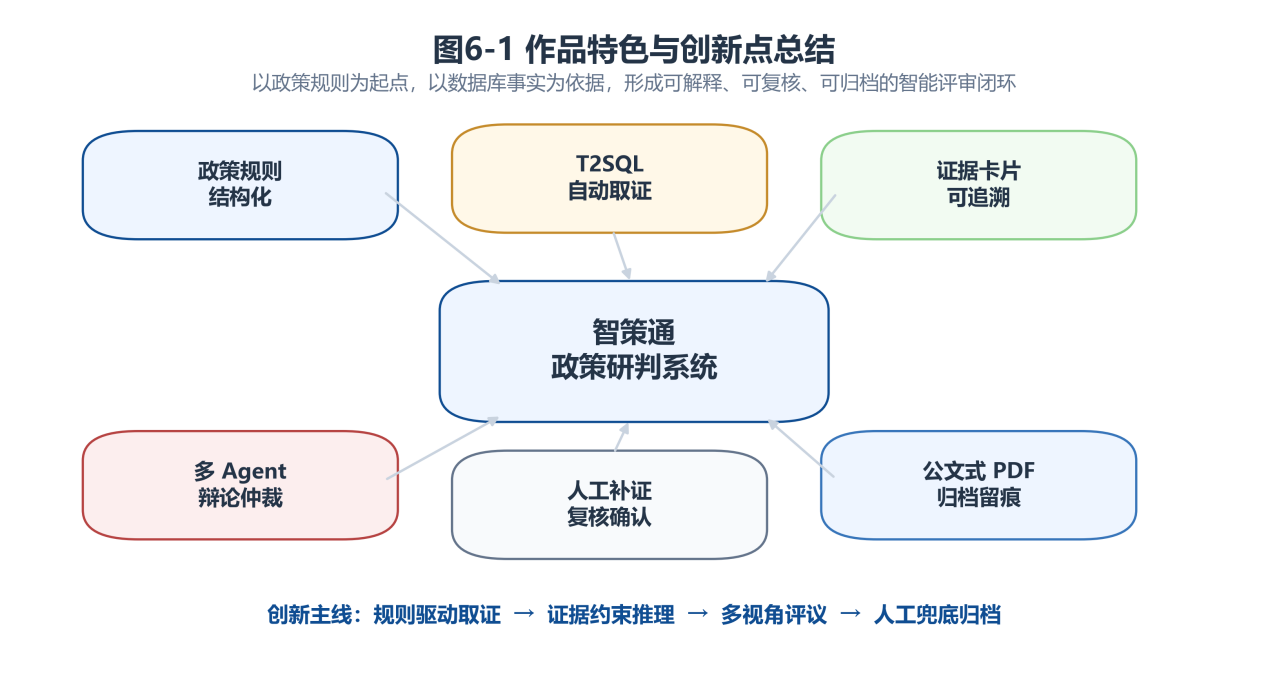 图6-1 作品特色与创新点总结
以政策规则为起点，以数据库事实为依据，形成可解释、可复核、可归档的智能评审闭环
政策规则
结构化
T2SQL
自动取证
证据卡片
可追溯
智策通
政策研判系统
多 Agent
辩论仲裁
人工补证
复核确认
公文式 PDF
归档留痕
创新主线：规则驱动取证 → 证据约束推理 → 多视角评议 → 人工兜底归档